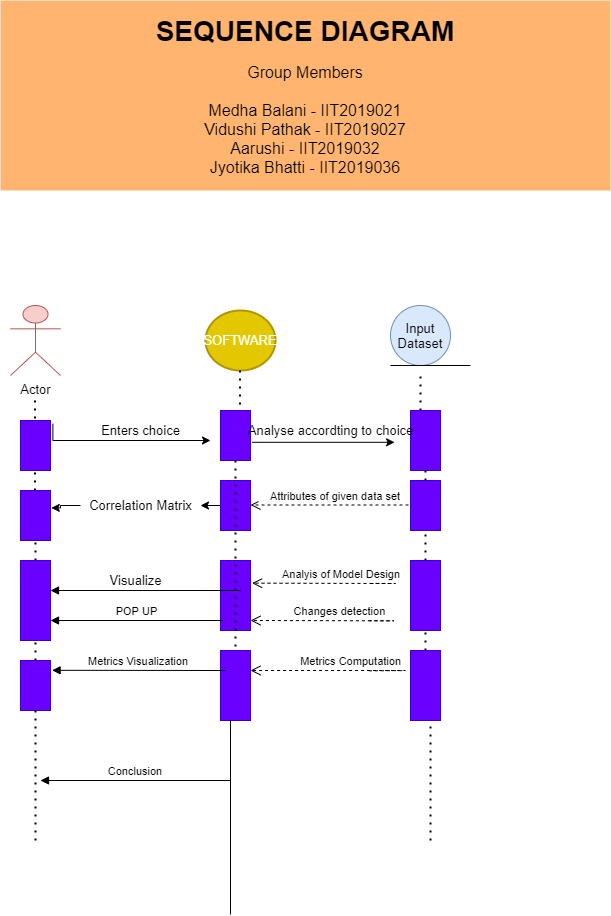 SEQUENCE DIAGRAM
Group Members
Medha Balani - IIT2019021
Vidushi Pathak - IIT2019027
Aarushi - IIT2019032
Jyotika Bhatti - IIT2019036
SOFTWARE
Input
Dataset
Actor
Enters choice
Analyse accordting to choice
Correlation Matrix
Attributes of given data set
Visualize
Analyis of Model Design
POP UP
Changes detection
Metrics Visualization
Metrics Computation
Conclusion